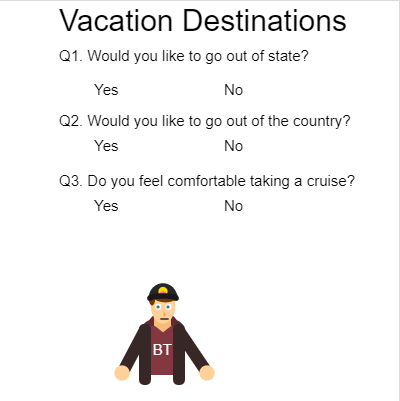 Vacation Destinations
Q1. Would you like to go out of state?
Yes No
Q2. Would you like to go out of the country?
Yes No
Q3. Do you feel comfortable taking a cruise?
Yes No
BT